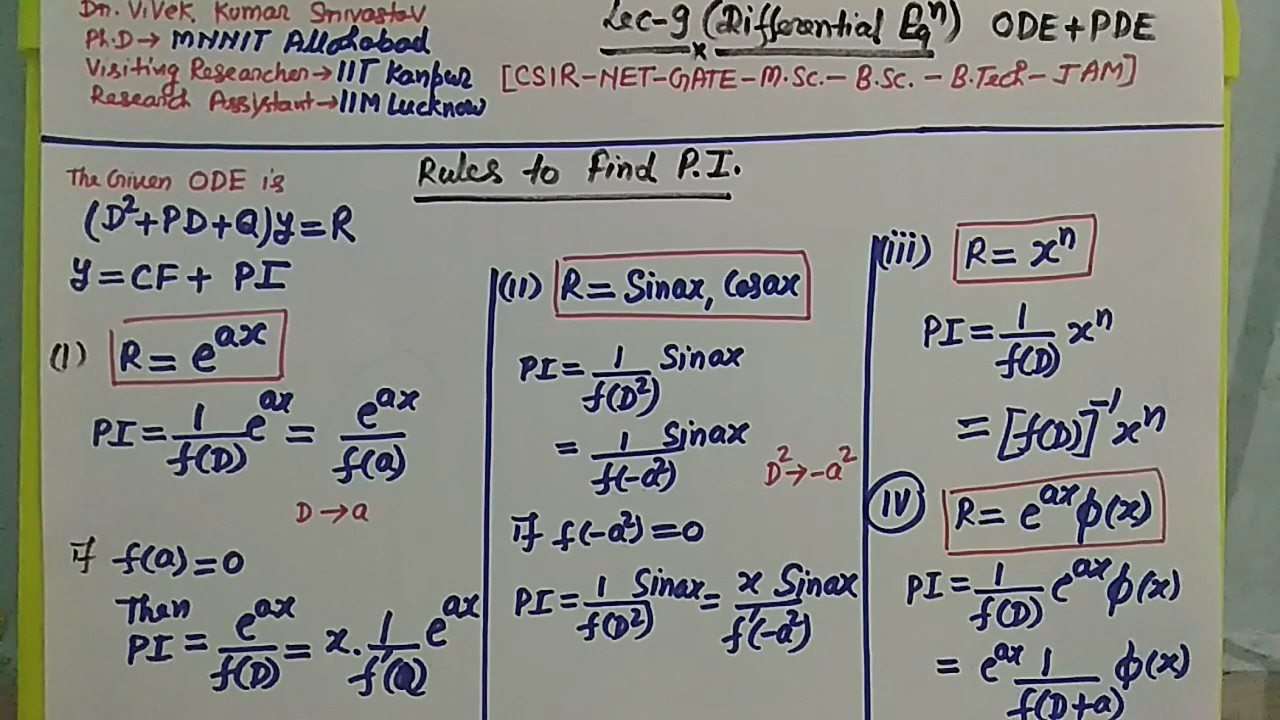 Dr. Vivek Kumar Srivastav
Ph.D → MNNIT Allahabad
Visiting Researcher → IIT Kanpur
Research Assistant → IIM Lucknow
Lec-9 (Differential Eqⁿ) ODE + PDE
×
[CSIR-NET-GATE-M.Sc.-B.Sc.-B.Tech-JAM]
Rules to find P.I.
The Given ODE is
(D²+PD+Q)y = R
y = CF + PI
(I) R = e^{ax}
PI = 1/f(D) e^{ax} = e^{ax}/f(a)
D → a
if f(a) = 0
Then
PI = e^{ax}/f(D) = x. 1/f'(a) e^{ax}
(II) R = Sinax, Cosax
PI = 1/f(D²) Sinax
= 1/f(-a²) Sinax
D² → -a²
if f(-a²) = 0
PI = 1/f(D²) Sinax = x Sinax/f'(-a²)
(iii) R = xⁿ
PI = 1/f(D) xⁿ
= [f(D)]⁻¹ xⁿ
(IV) R = e^{ax} ϕ(x)
PI = 1/f(D) e^{ax} ϕ(x)
= e^{ax} 1/f(D+a) ϕ(x)